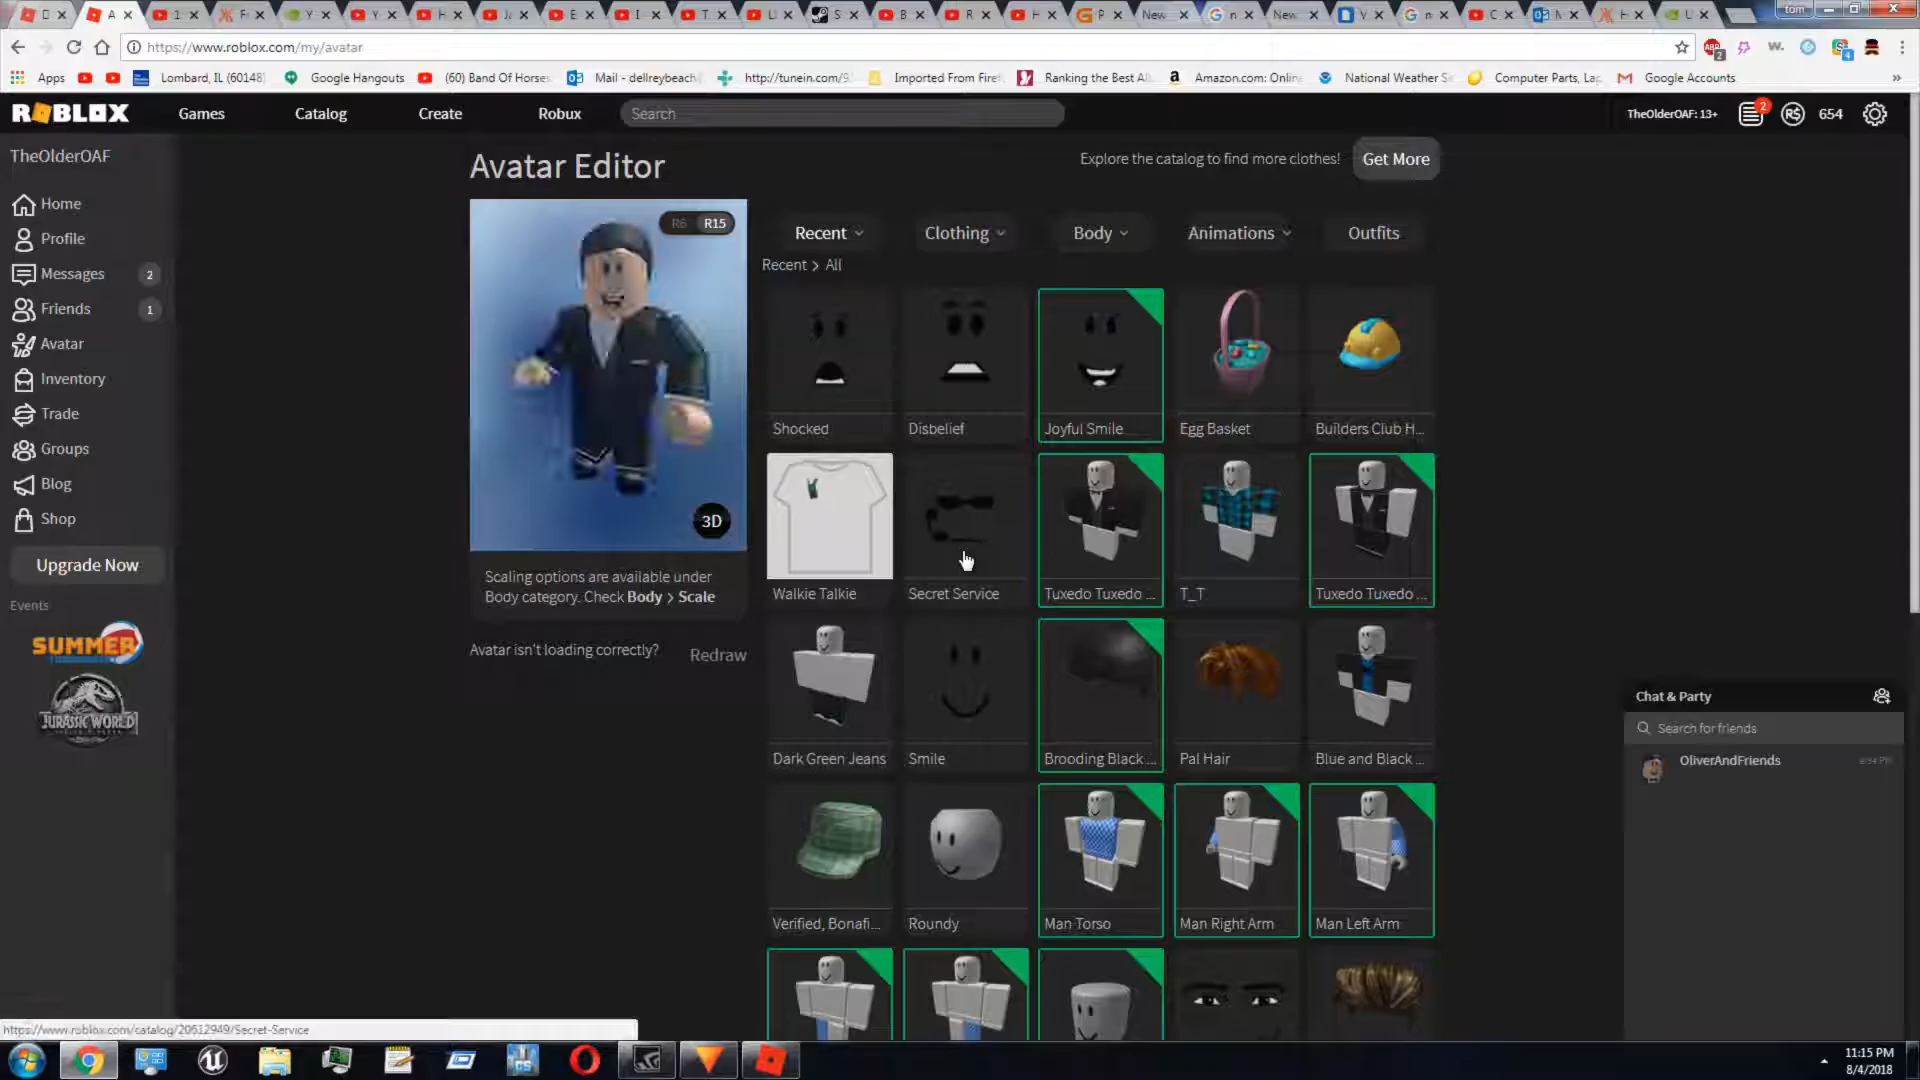 tom
https://www.roblox.com/my/avatar
Apps
Lombard, IL (60148)
Google Hangouts
(60) Band Of Horses
Mail - dellreybeach
http://tunein.com/9
Imported From Firef
Ranking the Best Al
Amazon.com: Online
National Weather Se
Computer Parts, Lap
Google Accounts
ROBLOX
Games
Catalog
Create
Robux
Search
TheOlderOAF: 13+
2
R$
654
TheOlderOAF
Home
Profile
Messages
2
Friends
1
Avatar
Inventory
Trade
Groups
Blog
Shop
Upgrade Now
Events
SUMMER
JURASSIC WORLD
Avatar Editor
Explore the catalog to find more clothes!
Get More
R6 R15
3D
Scaling options are available under
Body category. Check Body > Scale
Avatar isn't loading correctly?
Redraw
Recent
Clothing
Body
Animations
Outfits
Recent > All
Shocked
Disbelief
Joyful Smile
Egg Basket
Builders Club H...
Walkie Talkie
Secret Service
Tuxedo Tuxedo ...
T_T
Tuxedo Tuxedo ...
Dark Green Jeans
Smile
Brooding Black ...
Pal Hair
Blue and Black ...
Verified, Bonafi...
Roundy
Man Torso
Man Right Arm
Man Left Arm
Chat & Party
Search for friends
OliverAndFriends
https://www.roblox.com/catalog/20612949/Secret-Service
11:15 PM
8/4/2018